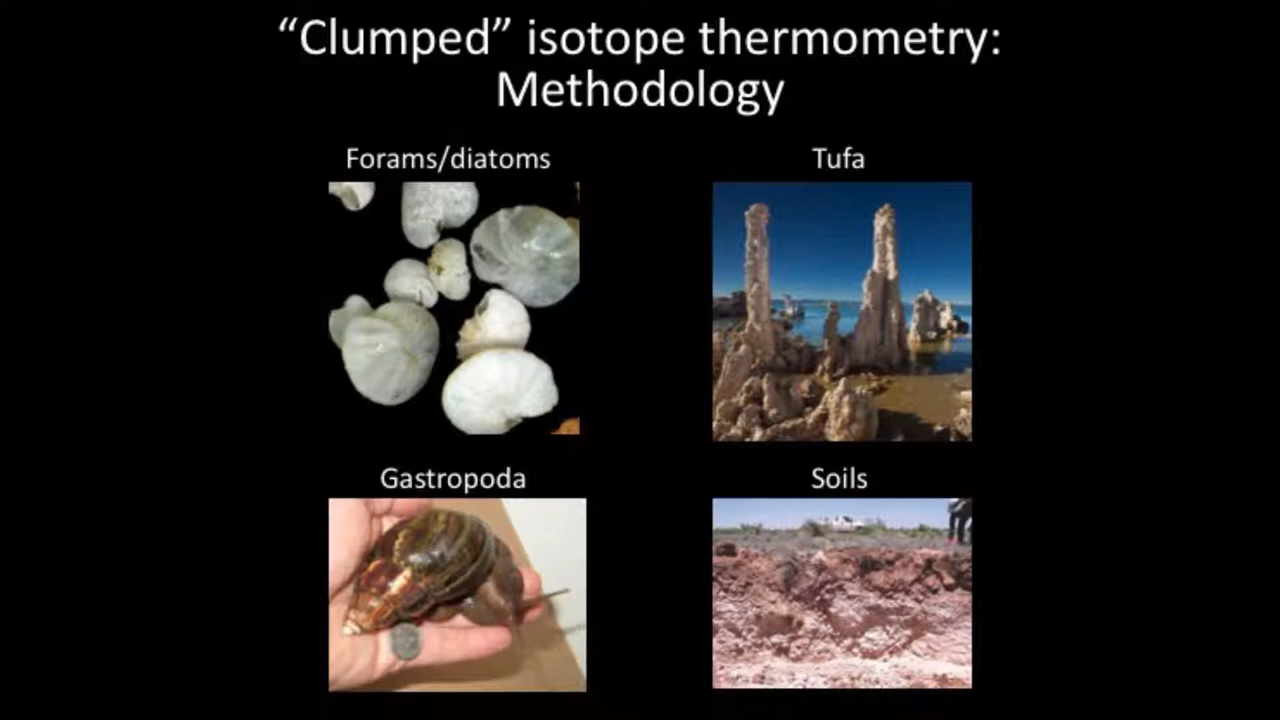 “Clumped” isotope thermometry:
Methodology
Forams/diatoms
Tufa
Gastropoda
Soils